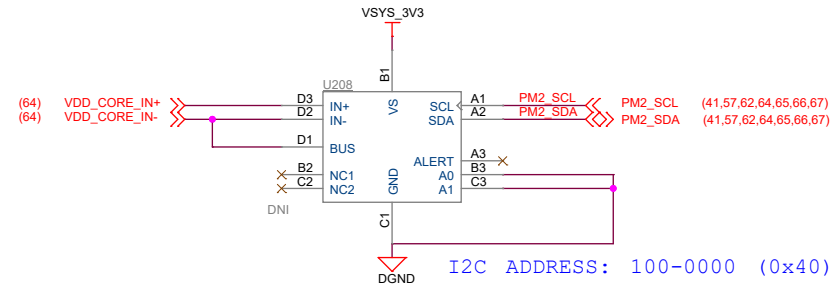 VSYS_3V3
B1
U208
(64) VDD_CORE_IN+ D3 IN+ VS SCL A1 PM2_SCL PM2_SCL (41,57,62,64,65,66,67)
(64) VDD_CORE_IN- D2 IN- SDA A2 PM2_SDA PM2_SDA (41,57,62,64,65,66,67)
D1 BUS
ALERT A3
B2 NC1 A0 B3
C2 NC2 GND A1 C3
DNI
C1
DGND
I2C ADDRESS: 100-0000 (0x40)